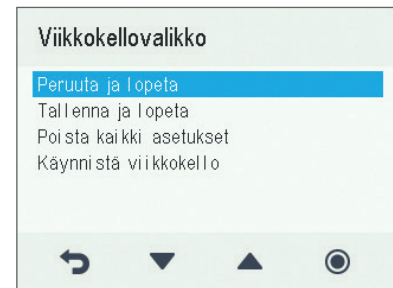 Viikkokellovalikko
Peruuta ja lopeta
Tallenna ja lopeta
Poista kaikki asetukset
Käynnistä viikkokello